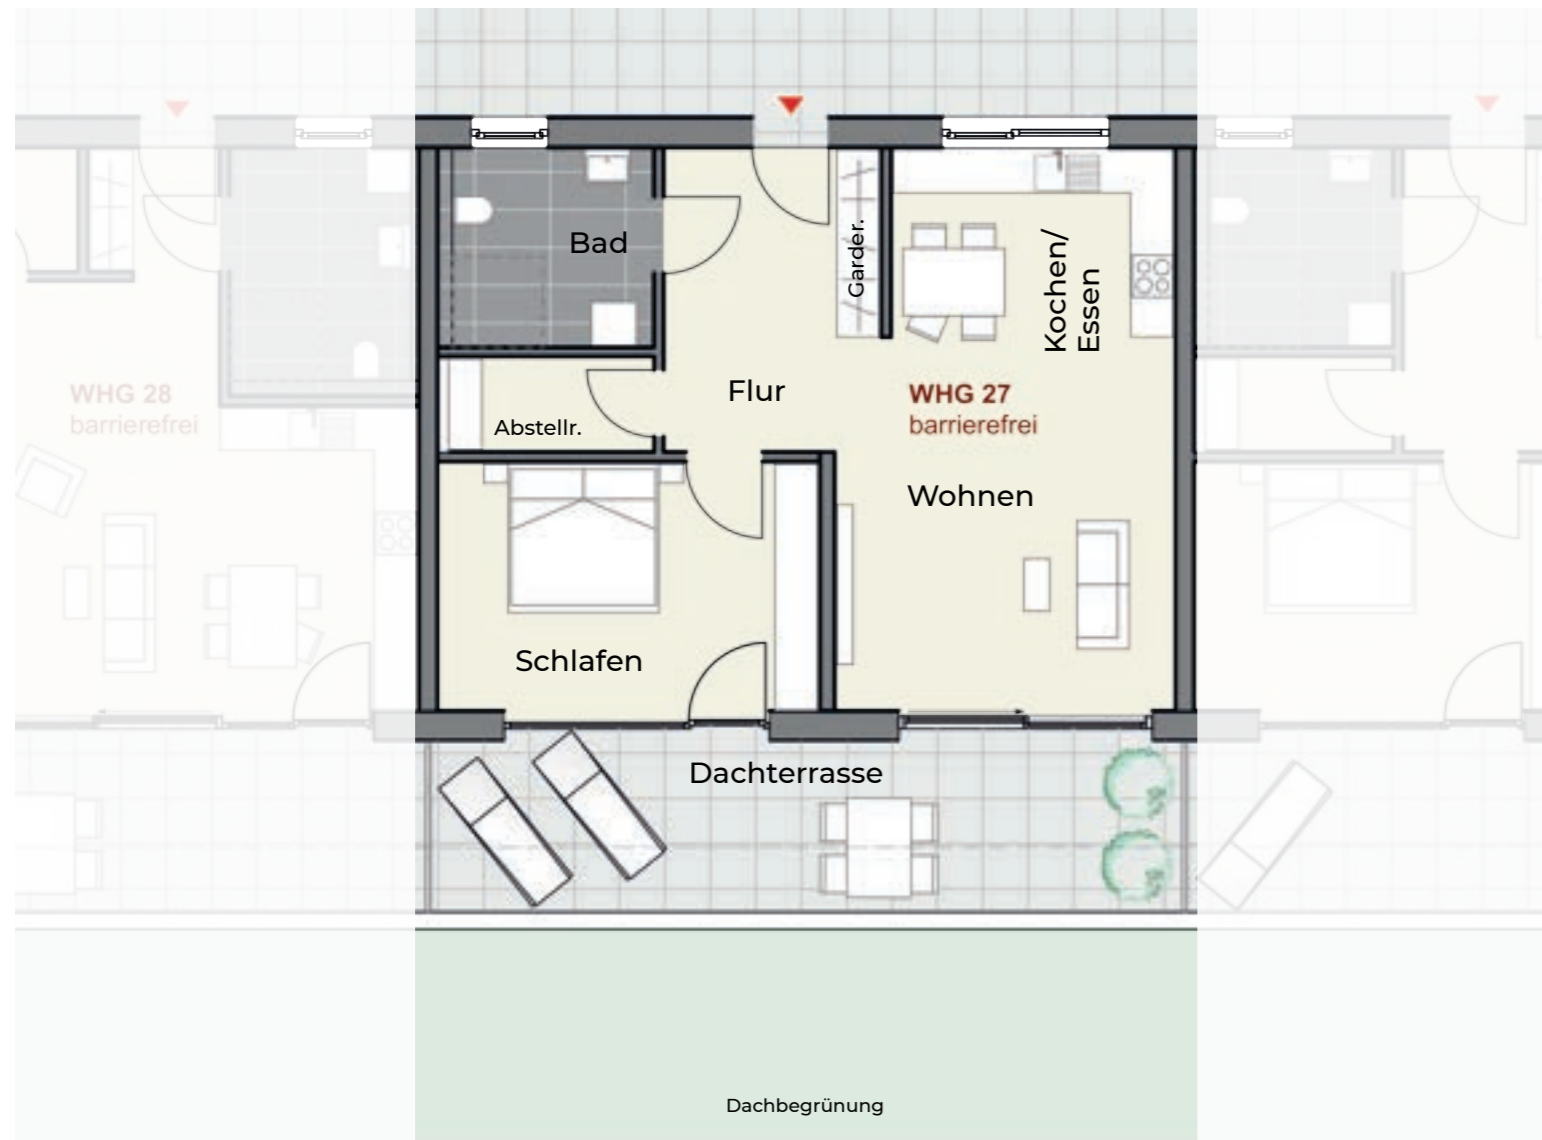 Bad
Garder.
Kochen/
Essen
WHG 28
barrierefrei
Flur
WHG 27
barrierefrei
Abstellr.
Wohnen
Schlafen
Dachterrasse
Dachbegrünung